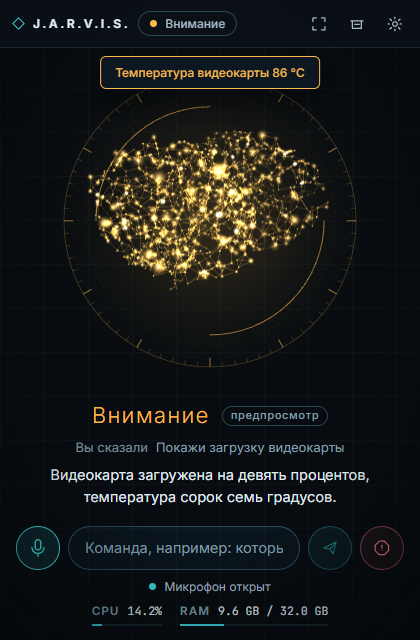 J.A.R.V.I.S.
Внимание
Температура видеокарты 86 °C
Внимание
предпросмотр
Вы сказали Покажи загрузку видеокарты
Видеокарта загружена на девять процентов,
температура сорок семь градусов.
Команда, например: которь
Микрофон открыт
CPU 14.2% RAM 9.6 GB / 32.0 GB